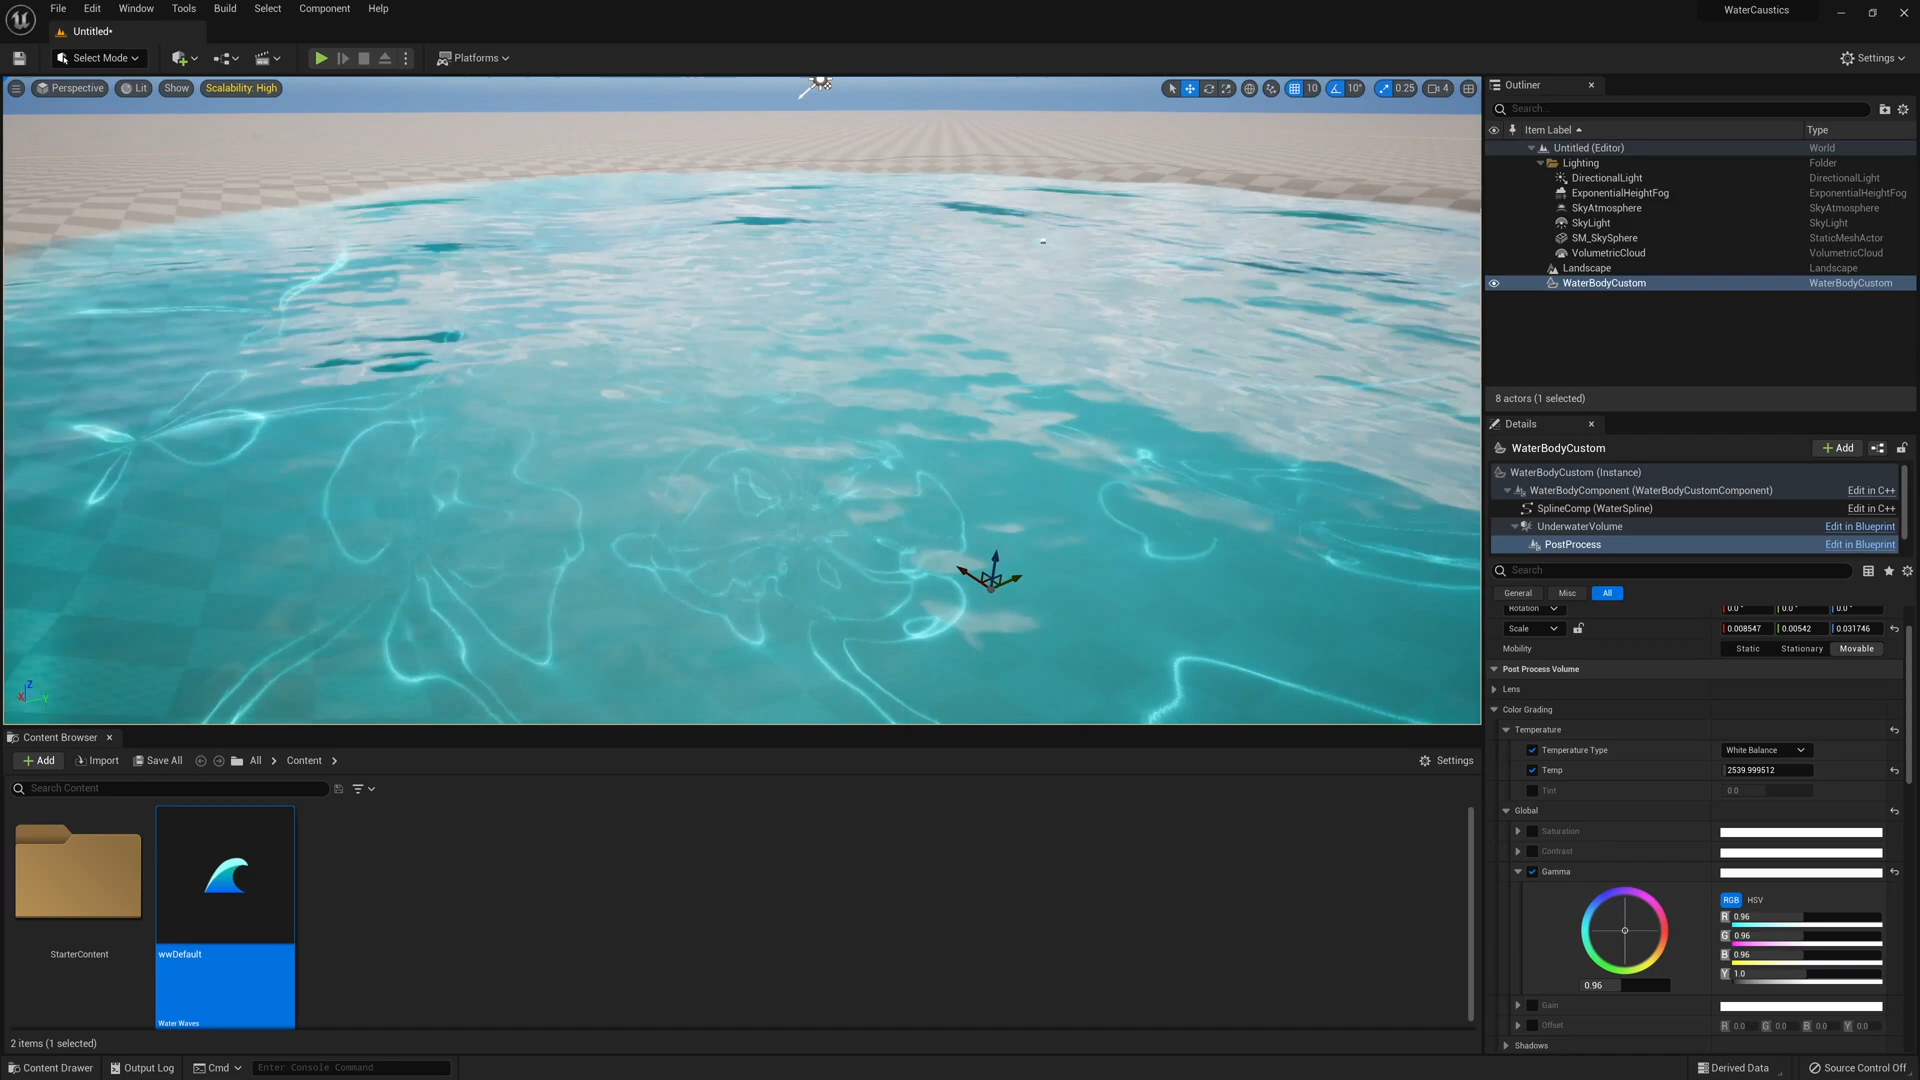 File Edit Window Tools Build Select Component Help
WaterCaustics
Untitled*
Select Mode
Platforms
Settings
Perspective Lit Show Scalability: High
10 10° 0.25 4
Z
X Y
Outliner
Search...
Item Label Type
Untitled (Editor) World
Lighting Folder
DirectionalLight DirectionalLight
ExponentialHeightFog ExponentialHeightFog
SkyAtmosphere SkyAtmosphere
SkyLight SkyLight
SM_SkySphere StaticMeshActor
VolumetricCloud VolumetricCloud
Landscape Landscape
WaterBodyCustom WaterBodyCustom
8 actors (1 selected)
Details
WaterBodyCustom
Add
WaterBodyCustom (Instance)
WaterBodyComponent (WaterBodyCustomComponent) Edit in C++
SplineComp (WaterSpline) Edit in C++
UnderwaterVolume Edit in Blueprint
PostProcess Edit in Blueprint
Search
General Misc All
Rotation 0.0 ° 0.0 ° 0.0 °
Scale 0.008547 0.00542 0.031746
Mobility Static Stationary Movable
Post Process Volume
Lens
Color Grading
Temperature
Temperature Type White Balance
Temp 2539.999512
Tint 0.0
Global
Saturation
Contrast
Gamma
RGB HSV
R 0.96
G 0.96
B 0.96
Y 1.0
0.96
Gain
Offset R 0.0 G 0.0 B 0.0 Y 0.0
Shadows
Content Browser
Add Import Save All All Content Settings
Search Content
StarterContent
wwDefault
Water Waves
2 items (1 selected)
Content Drawer Output Log Cmd Enter Console Command
Derived Data Source Control Off